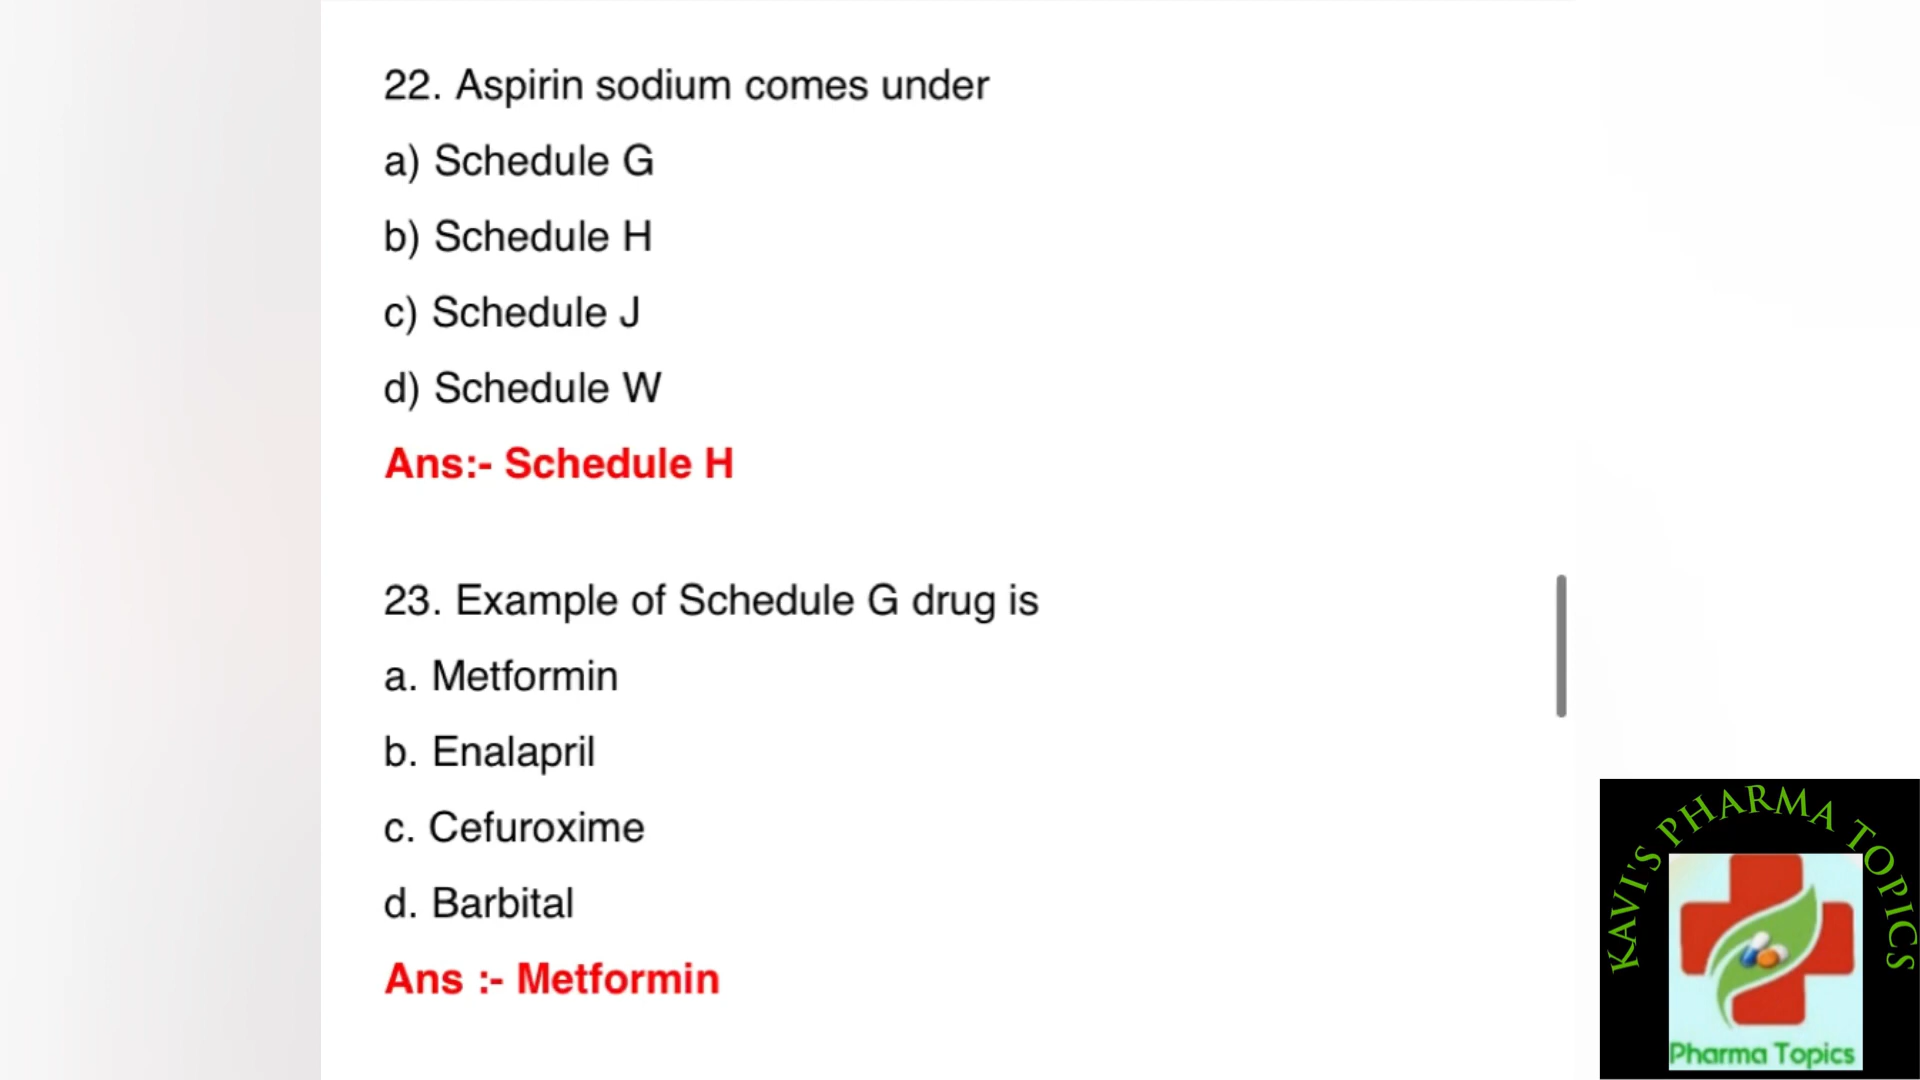 22. Aspirin sodium comes under
a) Schedule G
b) Schedule H
c) Schedule J
d) Schedule W
Ans:- Schedule H
23. Example of Schedule G drug is
a. Metformin
b. Enalapril
c. Cefuroxime
d. Barbital
Ans :- Metformin
KAVI'S PHARMA TOPICS
Pharma Topics